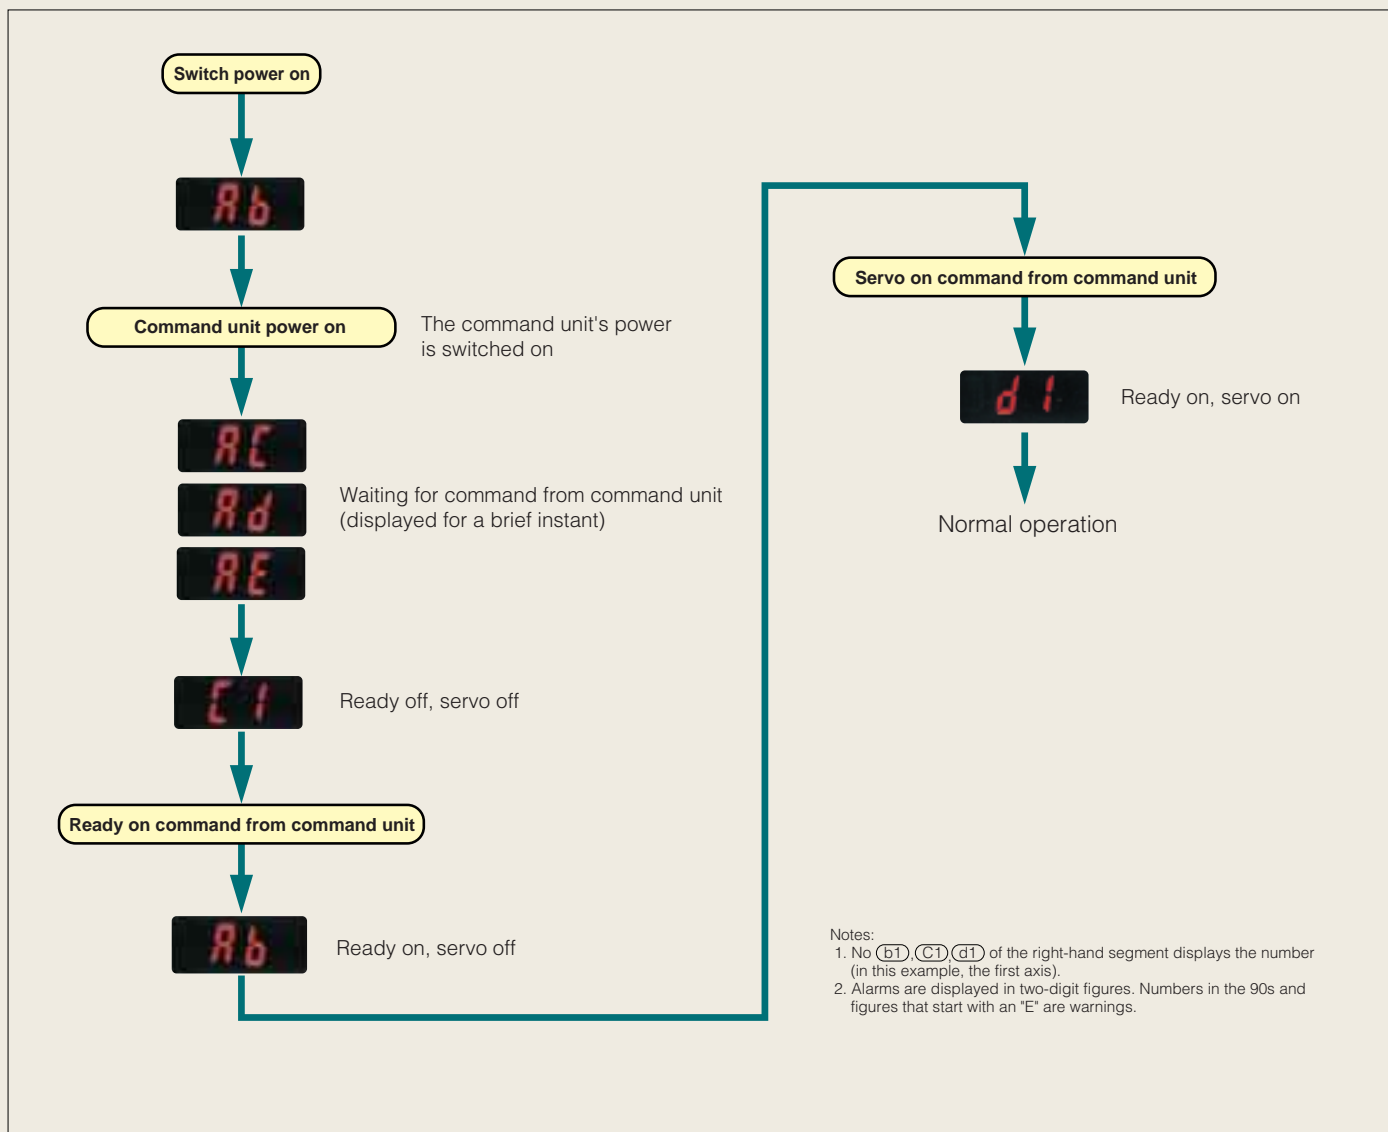 Switch power on
Ab
Command unit power on
The command unit's power
is switched on
AC
Ad
AE
Waiting for command from command unit
(displayed for a brief instant)
C1
Ready off, servo off
Ready on command from command unit
Ab
Ready on, servo off
Servo on command from command unit
d1
Ready on, servo on
Normal operation
Notes:
1. No b1, C1, d1 of the right-hand segment displays the number
(in this example, the first axis).
2. Alarms are displayed in two-digit figures. Numbers in the 90s and
figures that start with an "E" are warnings.